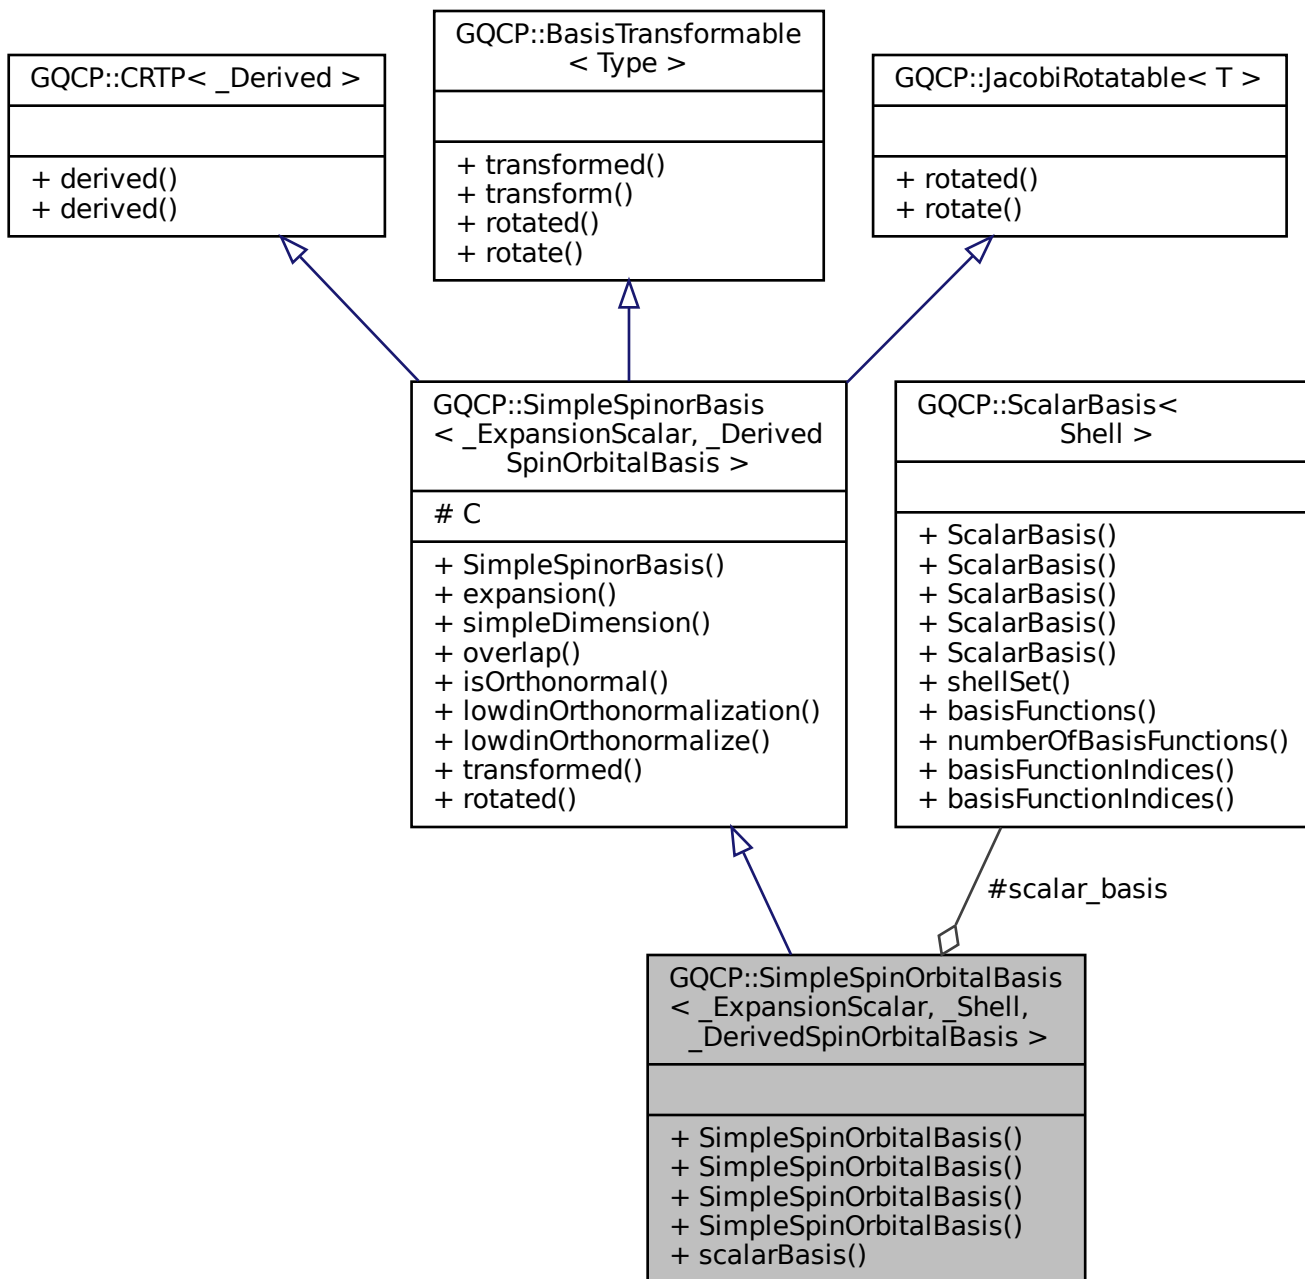 GQCP::CRTP< _Derived >
+ derived()
+ derived()
GQCP::BasisTransformable
< Type >
+ transformed()
+ transform()
+ rotated()
+ rotate()
GQCP::JacobiRotatable< T >
+ rotated()
+ rotate()
GQCP::SimpleSpinorBasis
< _ExpansionScalar, _Derived
SpinOrbitalBasis >
# C
+ SimpleSpinorBasis()
+ expansion()
+ simpleDimension()
+ overlap()
+ isOrthonormal()
+ lowdinOrthonormalization()
+ lowdinOrthonormalize()
+ transformed()
+ rotated()
GQCP::ScalarBasis<
Shell >
+ ScalarBasis()
+ ScalarBasis()
+ ScalarBasis()
+ ScalarBasis()
+ ScalarBasis()
+ shellSet()
+ basisFunctions()
+ numberOfBasisFunctions()
+ basisFunctionIndices()
+ basisFunctionIndices()
#scalar_basis
GQCP::SimpleSpinOrbitalBasis
< _ExpansionScalar, _Shell,
_DerivedSpinOrbitalBasis >
+ SimpleSpinOrbitalBasis()
+ SimpleSpinOrbitalBasis()
+ SimpleSpinOrbitalBasis()
+ SimpleSpinOrbitalBasis()
+ scalarBasis()